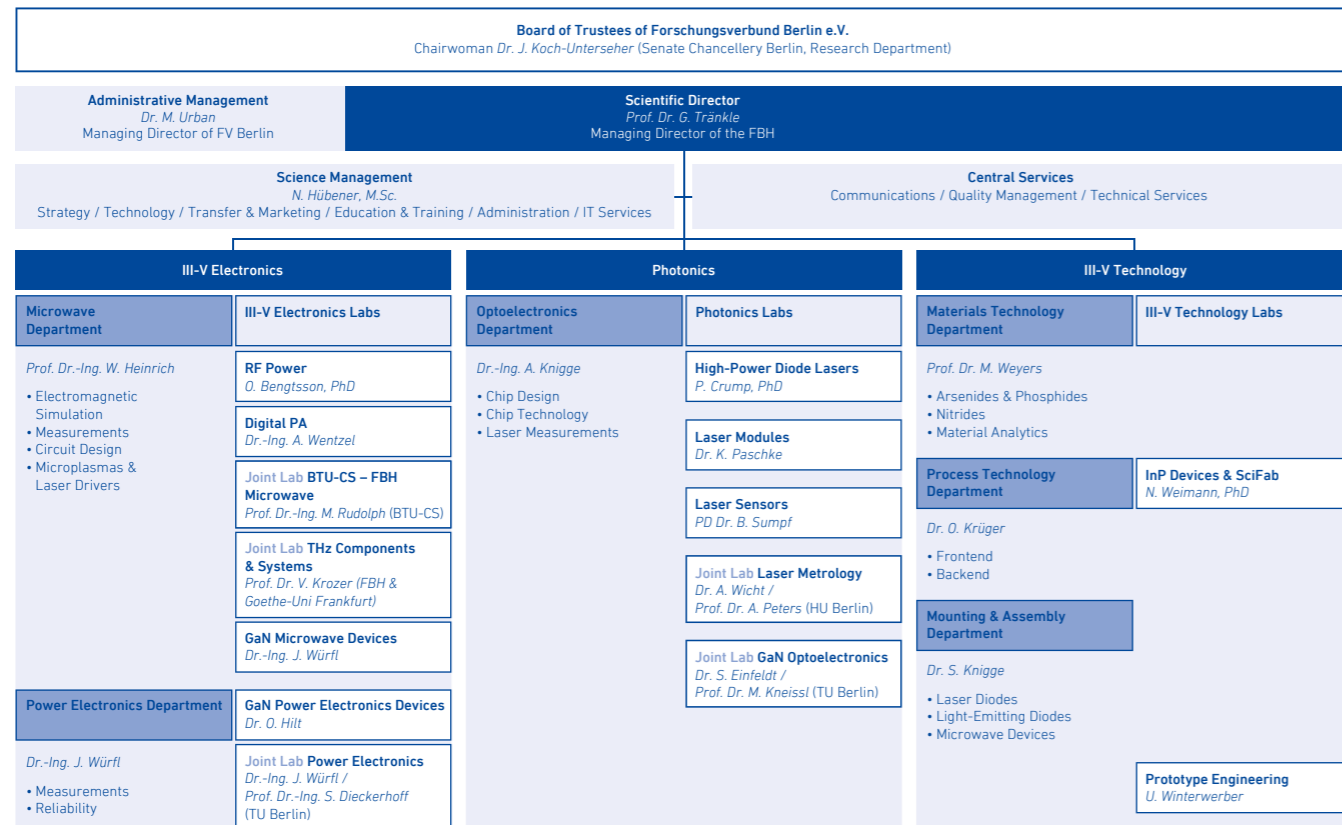 Board of Trustees of Forschungsverbund Berlin e.V.
Chairwoman Dr. J. Koch-Unterseher (Senate Chancellery Berlin, Research Department)
Administrative Management
Dr. M. Urban
Managing Director of FV Berlin
Scientific Director
Prof. Dr. G. Tränkle
Managing Director of the FBH
Science Management
N. Hübener, M.Sc.
Strategy / Technology / Transfer & Marketing / Education & Training / Administration / IT Services
Central Services
Communications / Quality Management / Technical Services
III-V Electronics
Microwave
Department
Prof. Dr.-Ing. W. Heinrich
• Electromagnetic
Simulation
• Measurements
• Circuit Design
• Microplasmas &
Laser Drivers
Power Electronics Department
Dr.-Ing. J. Würfl
• Measurements
• Reliability
III-V Electronics Labs
RF Power
O. Bengtsson, PhD
Digital PA
Dr.-Ing. A. Wentzel
Joint Lab BTU-CS – FBH
Microwave
Prof. Dr.-Ing. M. Rudolph (BTU-CS)
Joint Lab THz Components
& Systems
Prof. Dr. V. Krozer (FBH &
Goethe-Uni Frankfurt)
GaN Microwave Devices
Dr.-Ing. J. Würfl
GaN Power Electronics Devices
Dr. O. Hilt
Joint Lab Power Electronics
Dr.-Ing. J. Würfl /
Prof. Dr.-Ing. S. Dieckerhoff
(TU Berlin)
Photonics
Optoelectronics
Department
Dr.-Ing. A. Knigge
• Chip Design
• Chip Technology
• Laser Measurements
Photonics Labs
High-Power Diode Lasers
P. Crump, PhD
Laser Modules
Dr. K. Paschke
Laser Sensors
PD Dr. B. Sumpf
Joint Lab Laser Metrology
Dr. A. Wicht /
Prof. Dr. A. Peters (HU Berlin)
Joint Lab GaN Optoelectronics
Dr. S. Einfeldt /
Prof. Dr. M. Kneissl (TU Berlin)
III-V Technology
Materials Technology
Department
Prof. Dr. M. Weyers
• Arsenides & Phosphides
• Nitrides
• Material Analytics
Process Technology
Department
Dr. O. Krüger
• Frontend
• Backend
Mounting & Assembly
Department
Dr. S. Knigge
• Laser Diodes
• Light-Emitting Diodes
• Microwave Devices
III-V Technology Labs
InP Devices & SciFab
N. Weimann, PhD
Prototype Engineering
U. Winterwerber